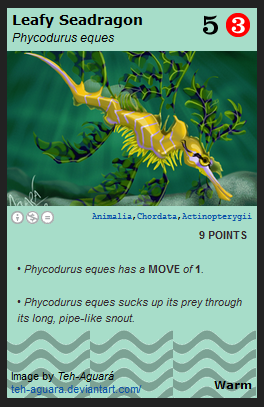 Leafy Seadragon
Phycodurus eques
5 3
Animalia,Chordata,Actinopterygii
9 POINTS
• Phycodurus eques has a MOVE of 1.
• Phycodurus eques sucks up its prey through
its long, pipe-like snout.
Image by Teh-Aguará
teh-aguara.deviantart.com/
Warm